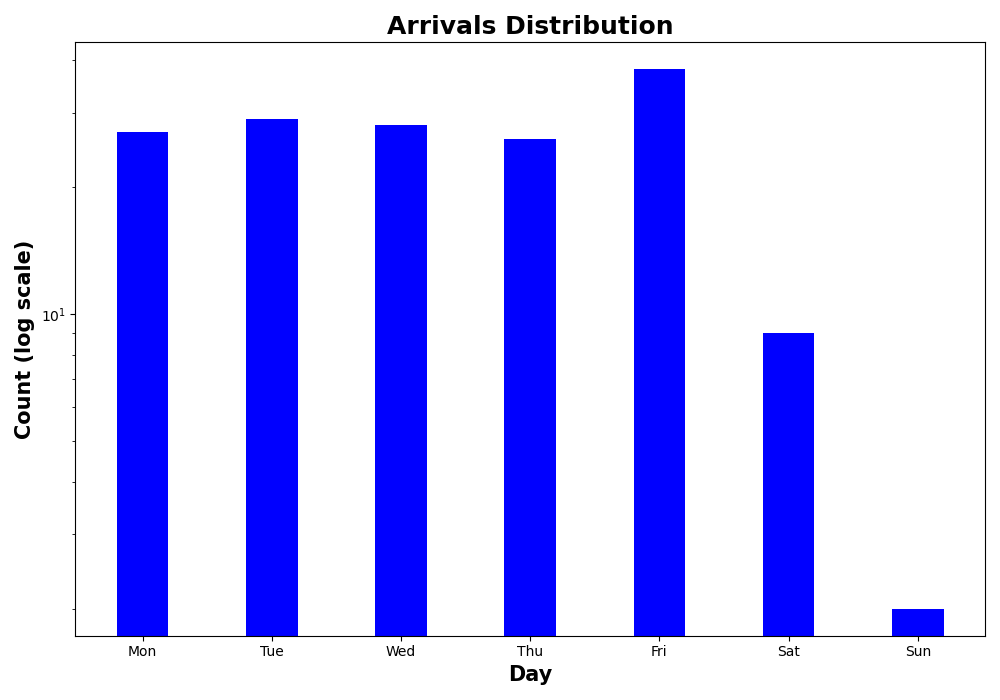 Arrivals Distribution
Count (log scale)
10¹
Mon Tue Wed Thu Fri Sat Sun
Day